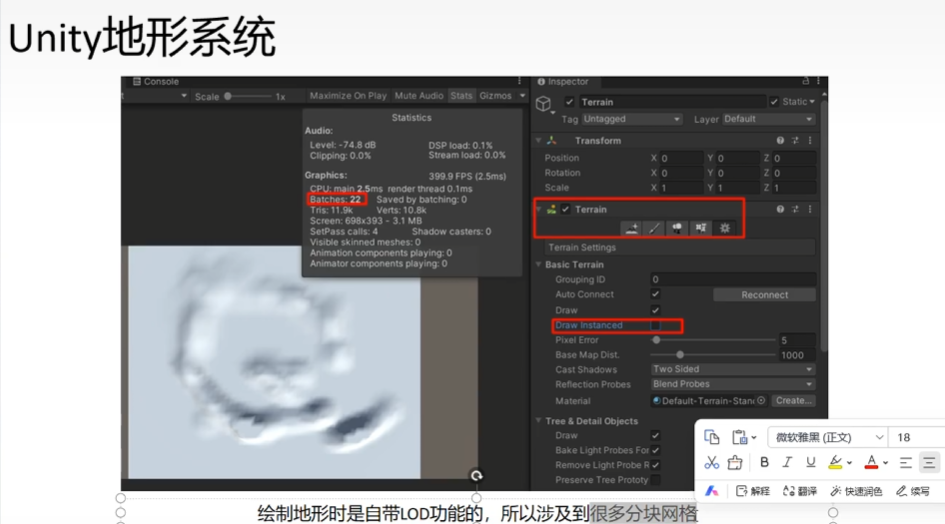 Unity地形系统
Console
Scale 1x Maximize On Play Mute Audio Stats Gizmos
Statistics
Audio:
Level: -74.8 dB DSP load: 0.1%
Clipping: 0.0% Stream load: 0.0%
Graphics: 399.9 FPS (2.5ms)
CPU: main 2.5ms render thread 0.1ms
Batches: 22 Saved by batching: 0
Tris: 11.9k Verts: 10.8k
Screen: 698x393 - 3.1 MB
SetPass calls: 4 Shadow casters: 0
Visible skinned meshes: 0
Animation components playing: 0
Animator components playing: 0
Inspector
Terrain Static
Tag Untagged Layer Default
Transform
Position X 0 Y 0 Z 0
Rotation X 0 Y 0 Z 0
Scale X 1 Y 1 Z 1
Terrain
Terrain Settings
Basic Terrain
Grouping ID 0
Auto Connect Reconnect
Draw
Draw Instanced
Pixel Error 5
Base Map Dist. 1000
Cast Shadows Two Sided
Reflection Probes Blend Probes
Material Default-Terrain-Stan Create...
Tree & Detail Objects
Draw
Bake Light Probes For
Remove Light Probe R
Preserve Tree Prototy
微软雅黑 (正文) 18
B I U A
解释 翻译 快速润色 续写
绘制地形时是自带LOD功能的，所以涉及到很多分块网格